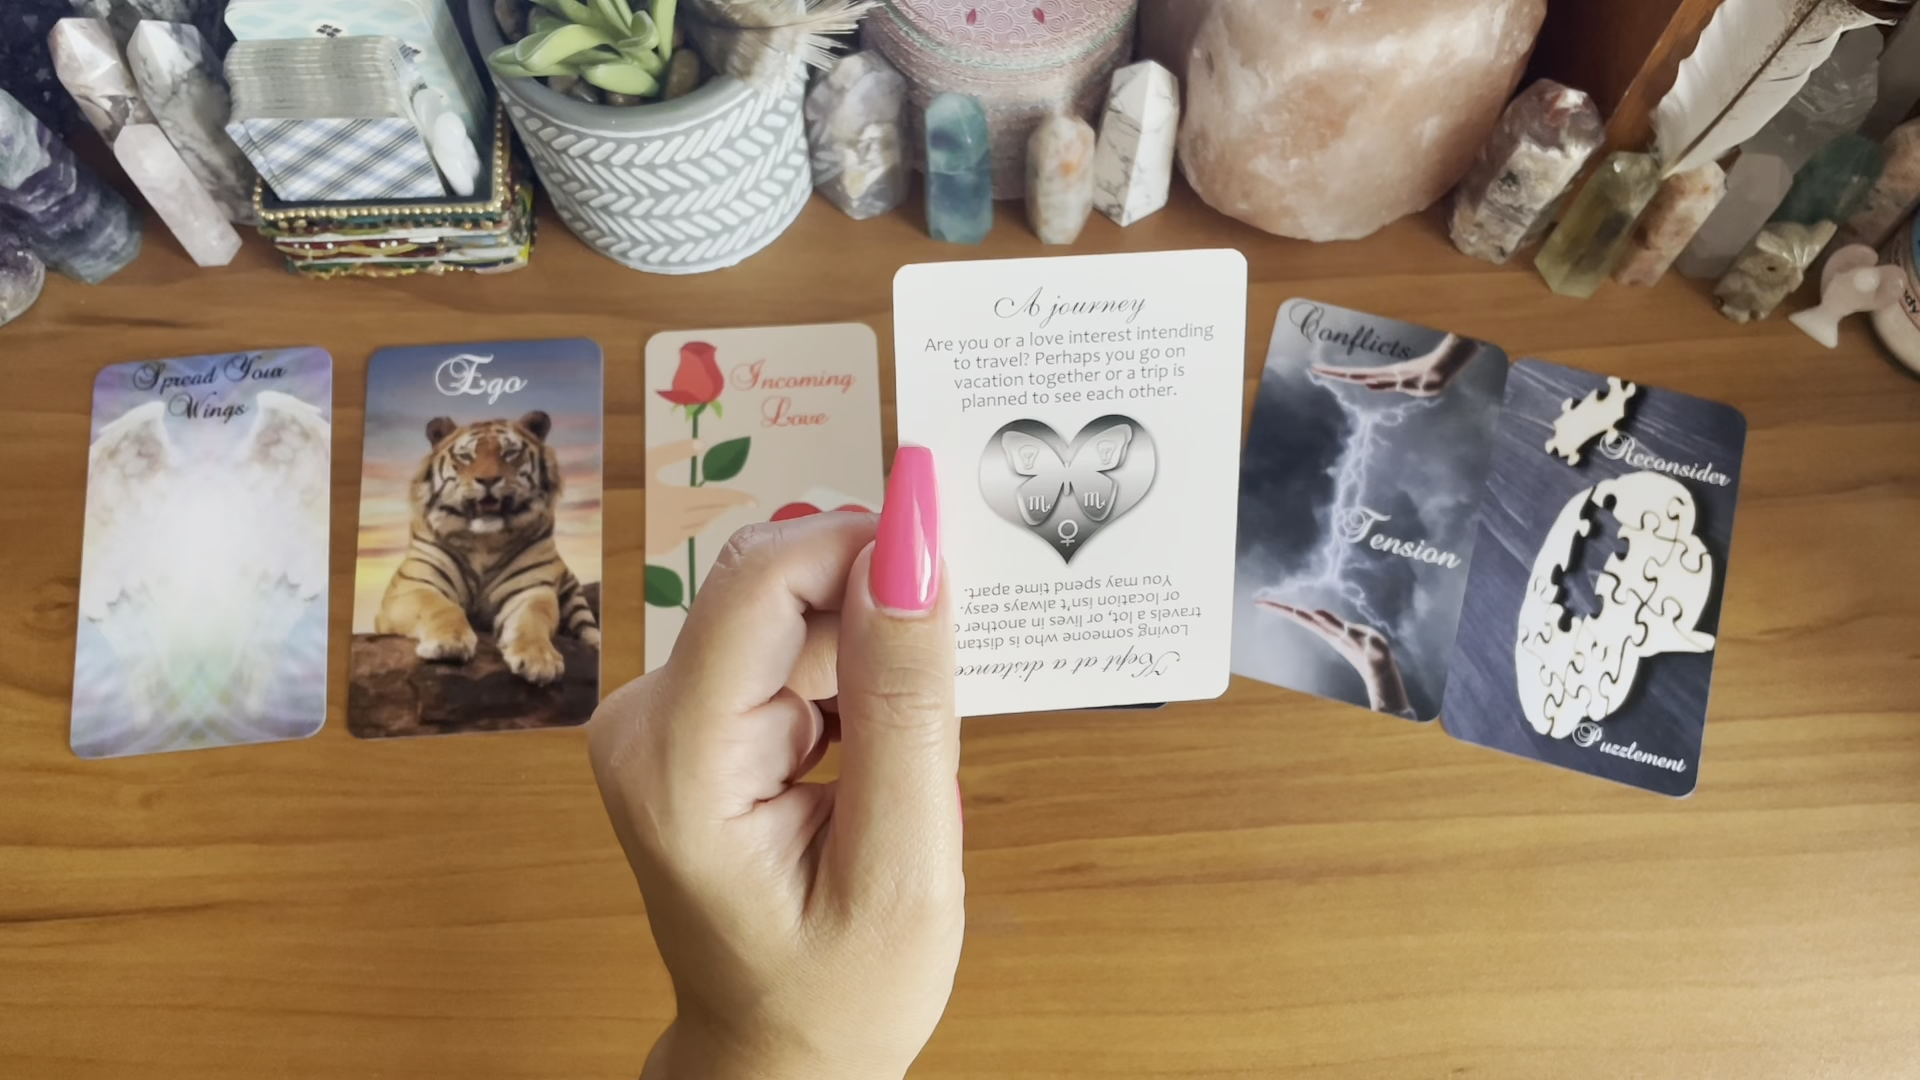 Spread Your
Wings
Ego
Incoming
Love
A journey
Are you or a love interest intending
to travel? Perhaps you go on
vacation together or a trip is
planned to see each other.
Kept at a distance
Loving someone who is
travels a lot, or lives in another
or location isn't always easy.
You may spend time apart.
Conflicts
Tension
Reconsider
Puzzlement